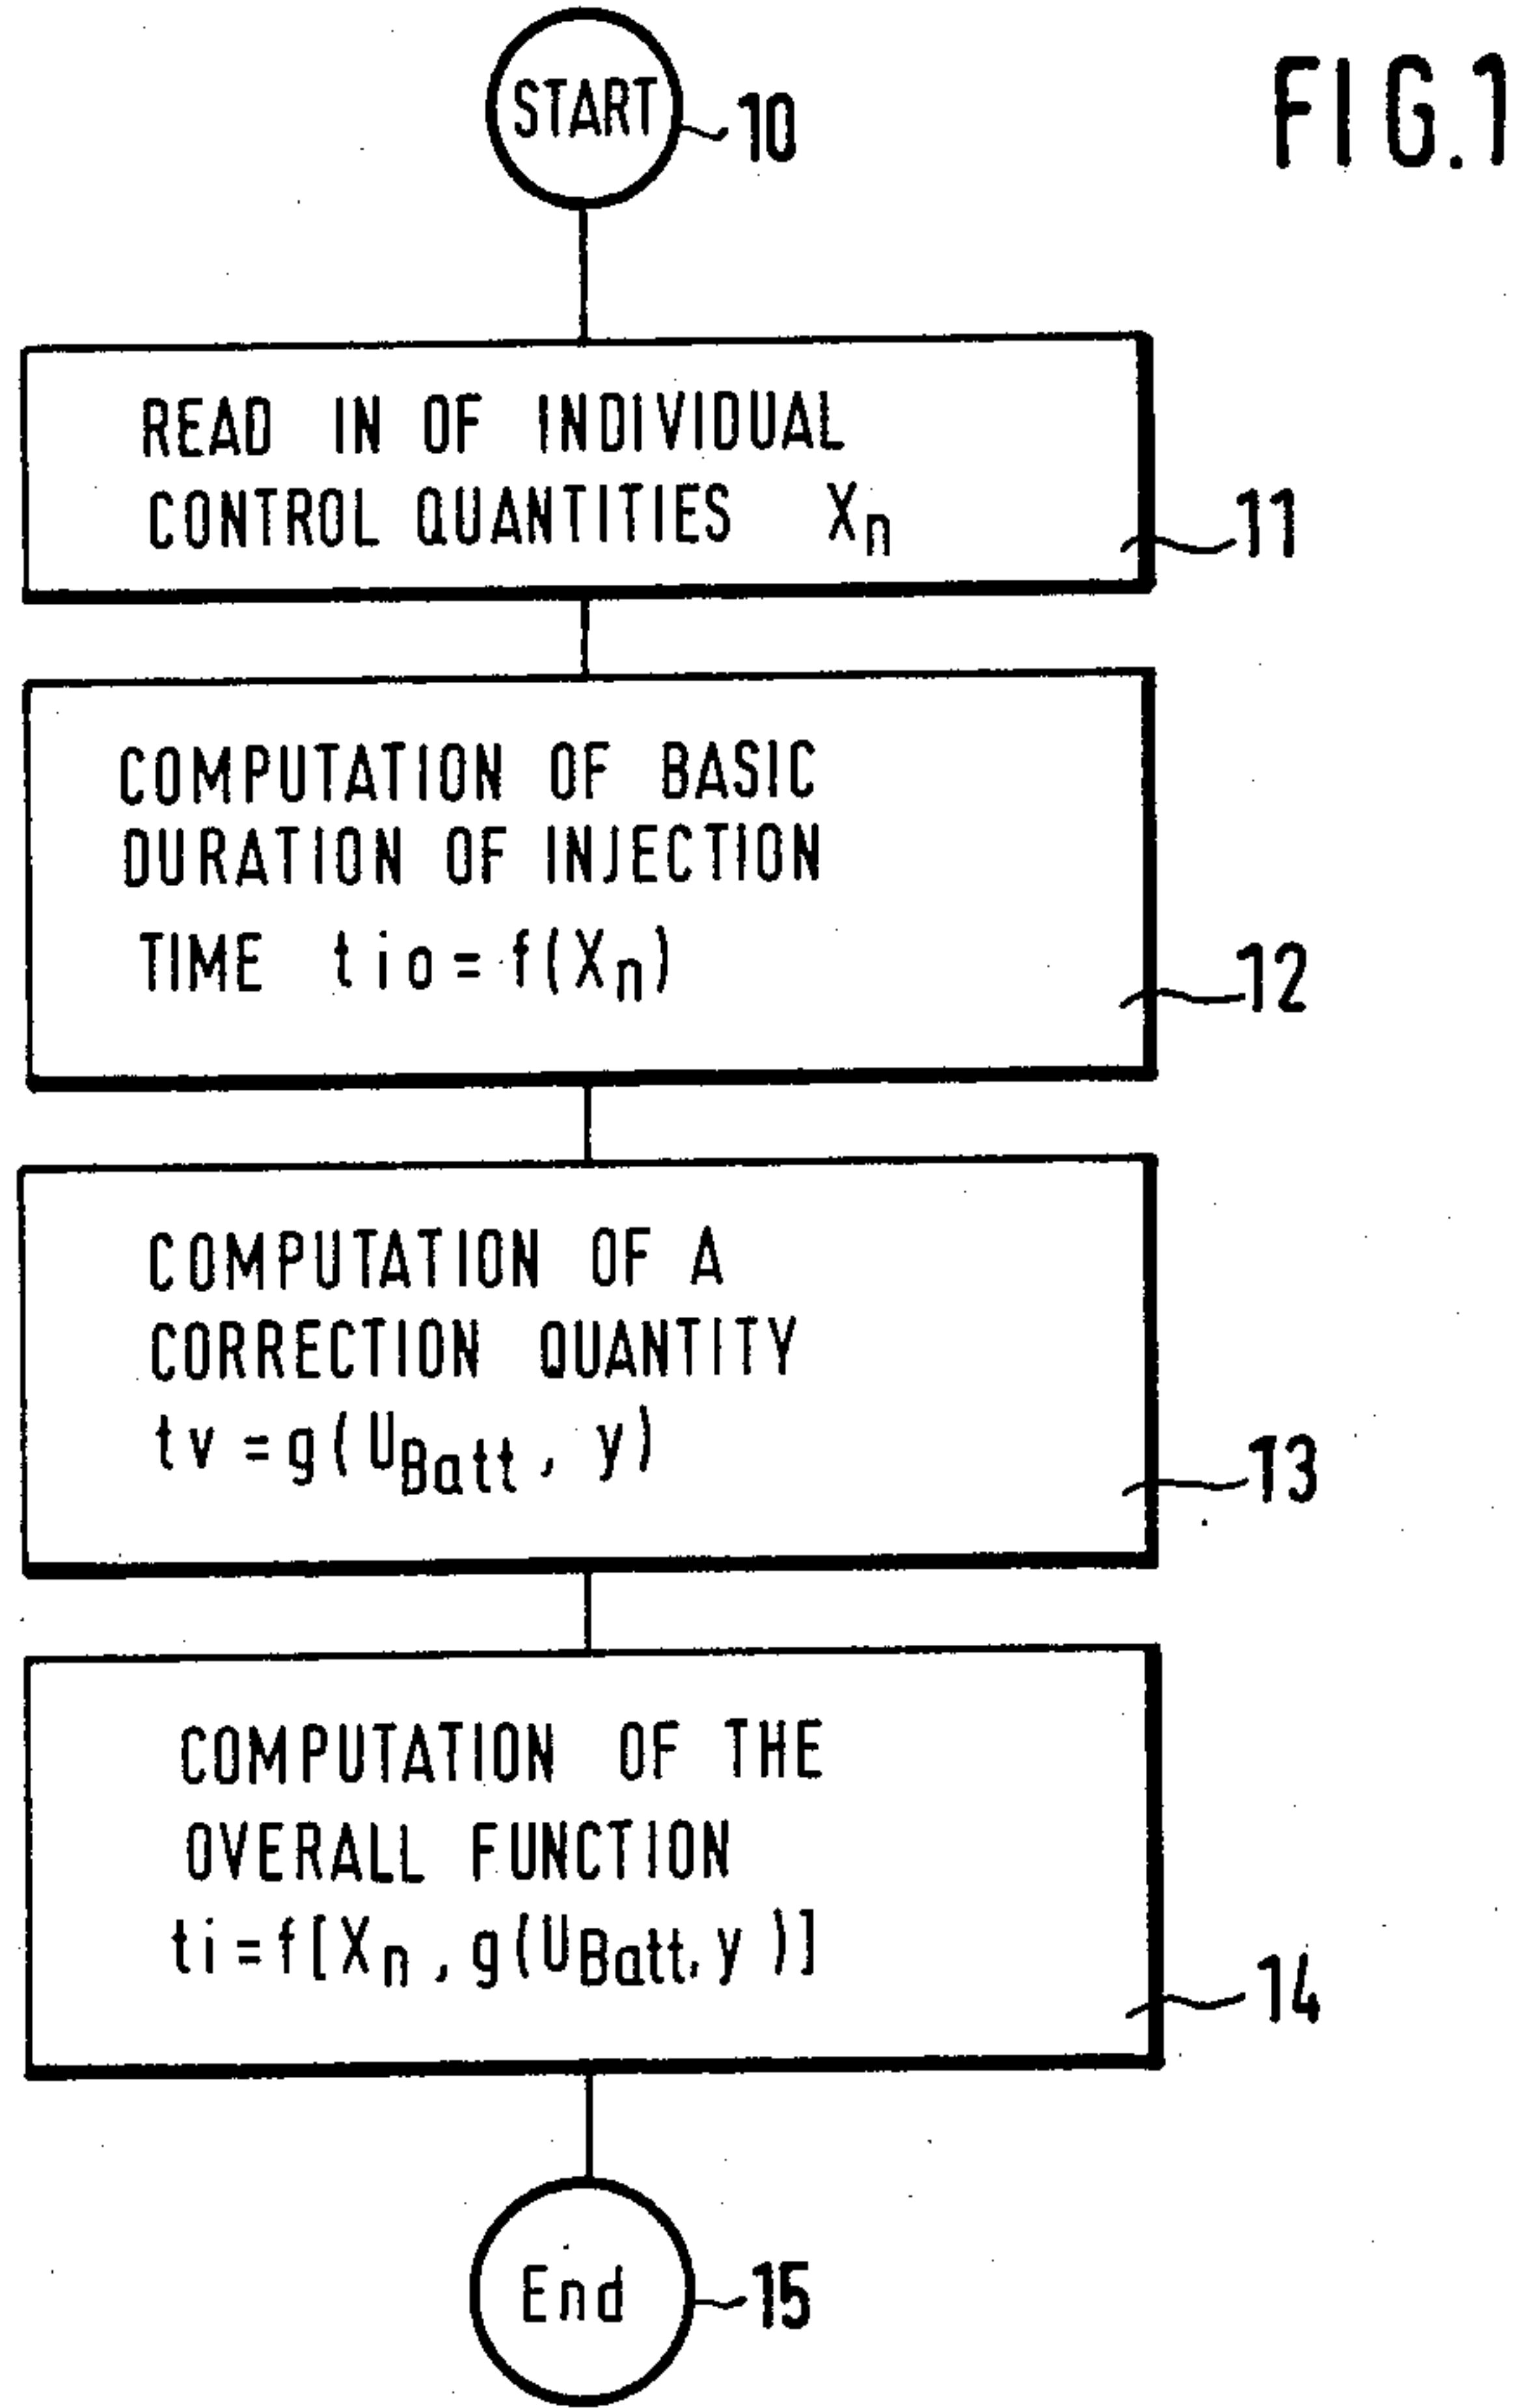 FIG.1
START
10
READ IN OF INDIVIDUAL
CONTROL QUANTITIES Xn
11
COMPUTATION OF BASIC
DURATION OF INJECTION
TIME tio = f(Xn)
12
COMPUTATION OF A
CORRECTION QUANTITY
tv = g(UBatt, y)
13
COMPUTATION OF THE
OVERALL FUNCTION
ti = f[Xn, g(UBatt, y)]
14
End
15